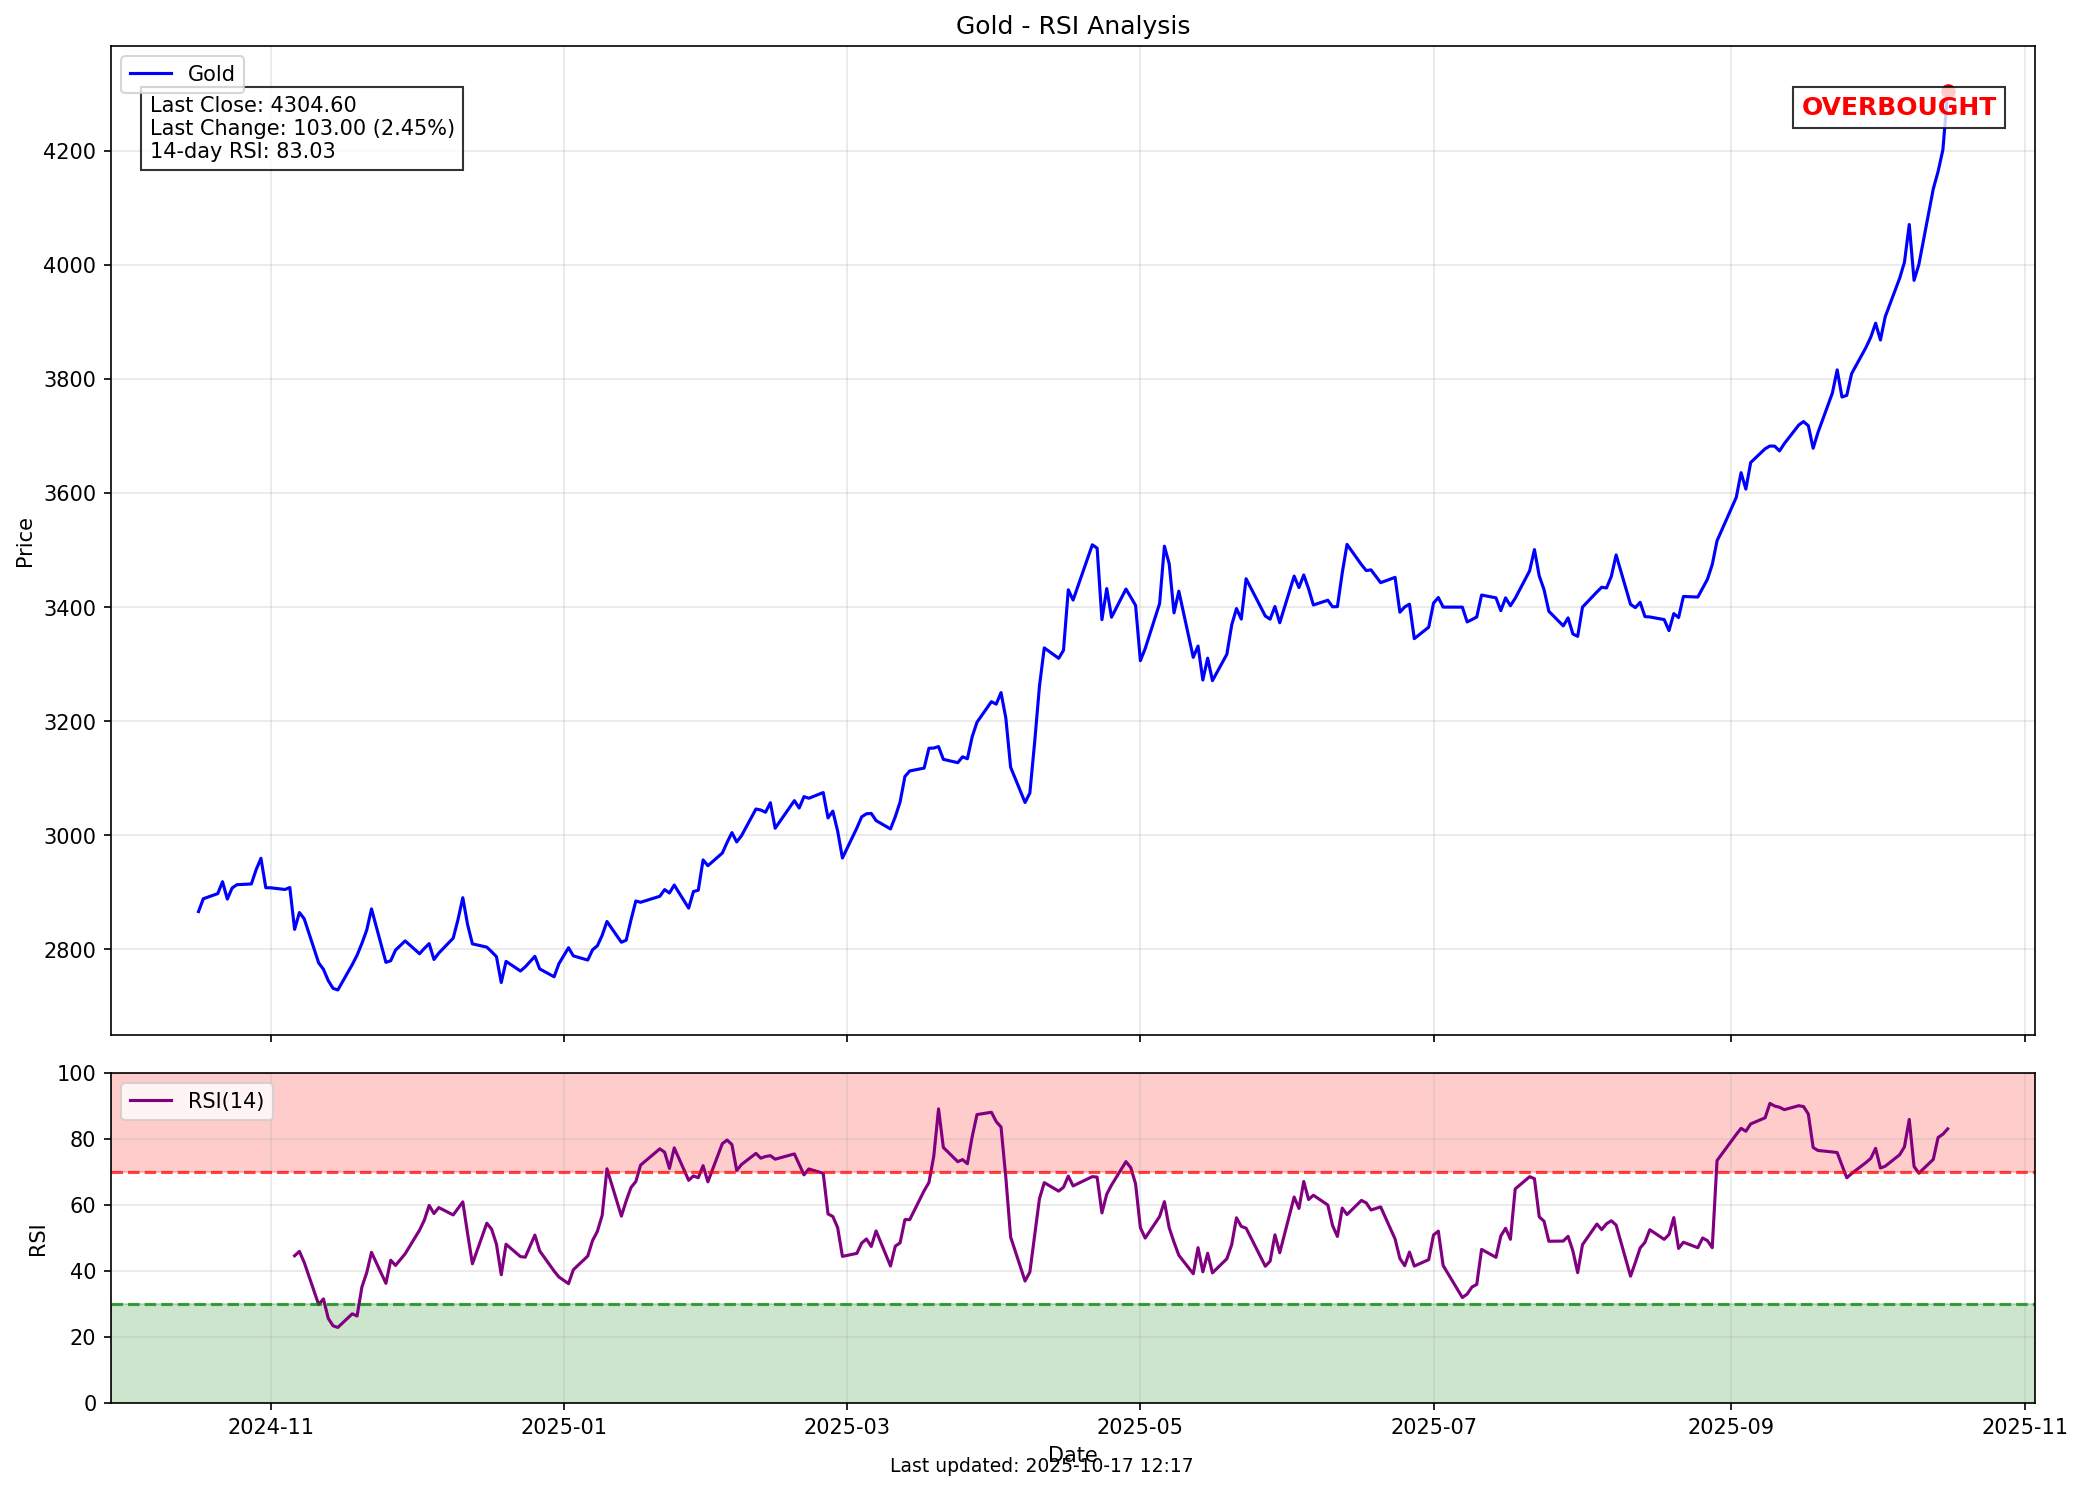 Gold - RSI Analysis
Gold
Last Close: 4304.60
Last Change: 103.00 (2.45%)
14-day RSI: 83.03
OVERBOUGHT
4200
4000
3800
3600
3400
3200
3000
2800
Price
RSI(14)
100
80
60
40
20
0
RSI
2024-11
2025-01
2025-03
2025-05
2025-07
2025-09
2025-11
Date
Last updated: 2025-10-17 12:17